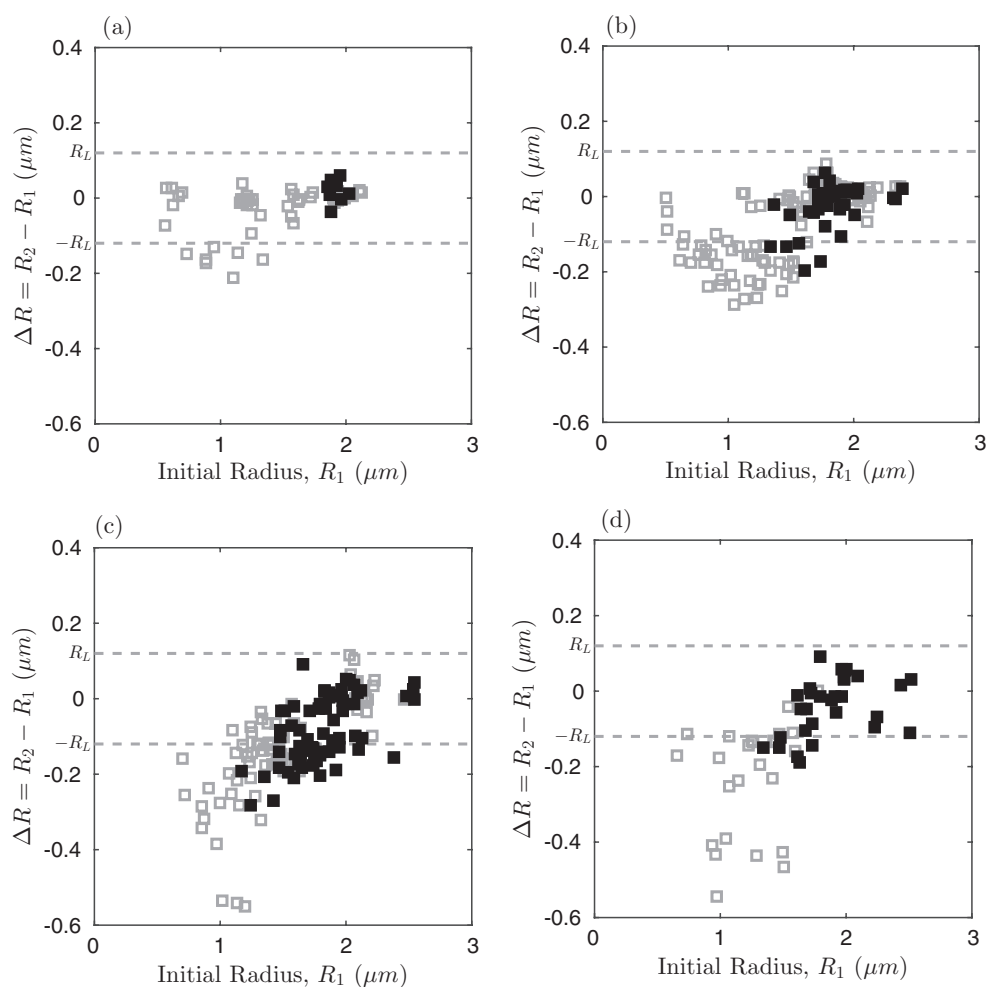 (a)
0.4
0.2
R_L
0
−R_L
-0.2
-0.4
-0.6
0 1 2 3
Initial Radius, R_1 (μm)
ΔR = R_2 − R_1 (μm)
(b)
0.4
0.2
R_L
0
−R_L
-0.2
-0.4
-0.6
0 1 2 3
Initial Radius, R_1 (μm)
ΔR = R_2 − R_1 (μm)
(c)
0.4
0.2
R_L
0
−R_L
-0.2
-0.4
-0.6
0 1 2 3
Initial Radius, R_1 (μm)
ΔR = R_2 − R_1 (μm)
(d)
0.4
0.2
R_L
0
−R_L
-0.2
-0.4
-0.6
0 1 2 3
Initial Radius, R_1 (μm)
ΔR = R_2 − R_1 (μm)